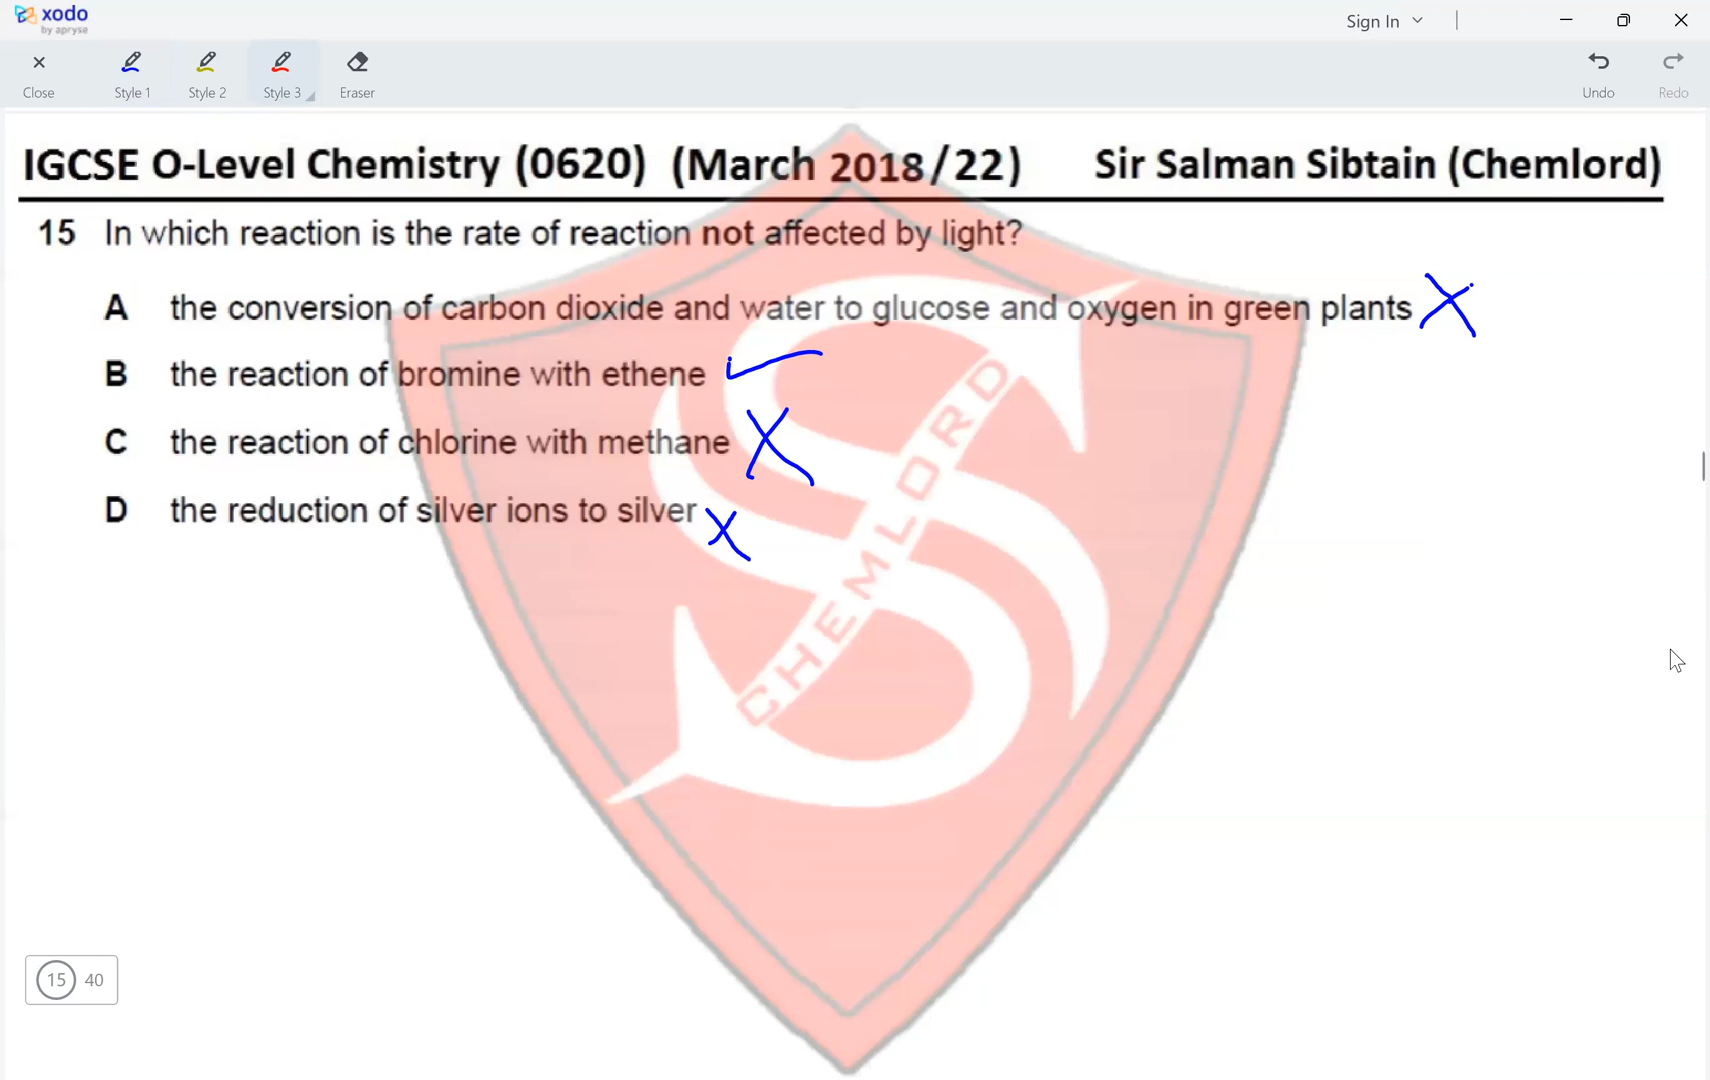 xodo
by apryse
Sign In
Close
Style 1
Style 2
Style 3
Eraser
Undo
Redo
IGCSE O-Level Chemistry (0620) (March 2018/22) Sir Salman Sibtain (Chemlord)
15 In which reaction is the rate of reaction not affected by light?
A the conversion of carbon dioxide and water to glucose and oxygen in green plants
B the reaction of bromine with ethene
C the reaction of chlorine with methane
D the reduction of silver ions to silver
CHEMLORD
15 40